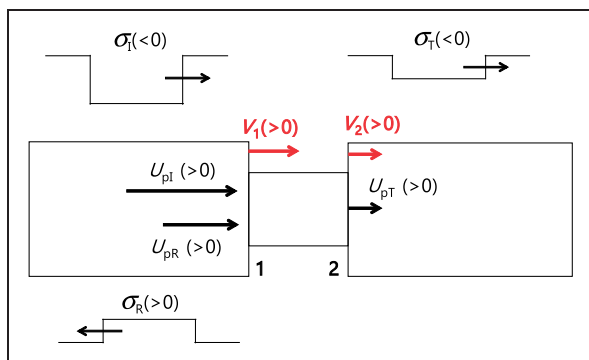 σI(<0)
σT(<0)
V1(>0)
V2(>0)
UpI (>0)
UpT (>0)
UpR (>0)
1
2
σR(>0)